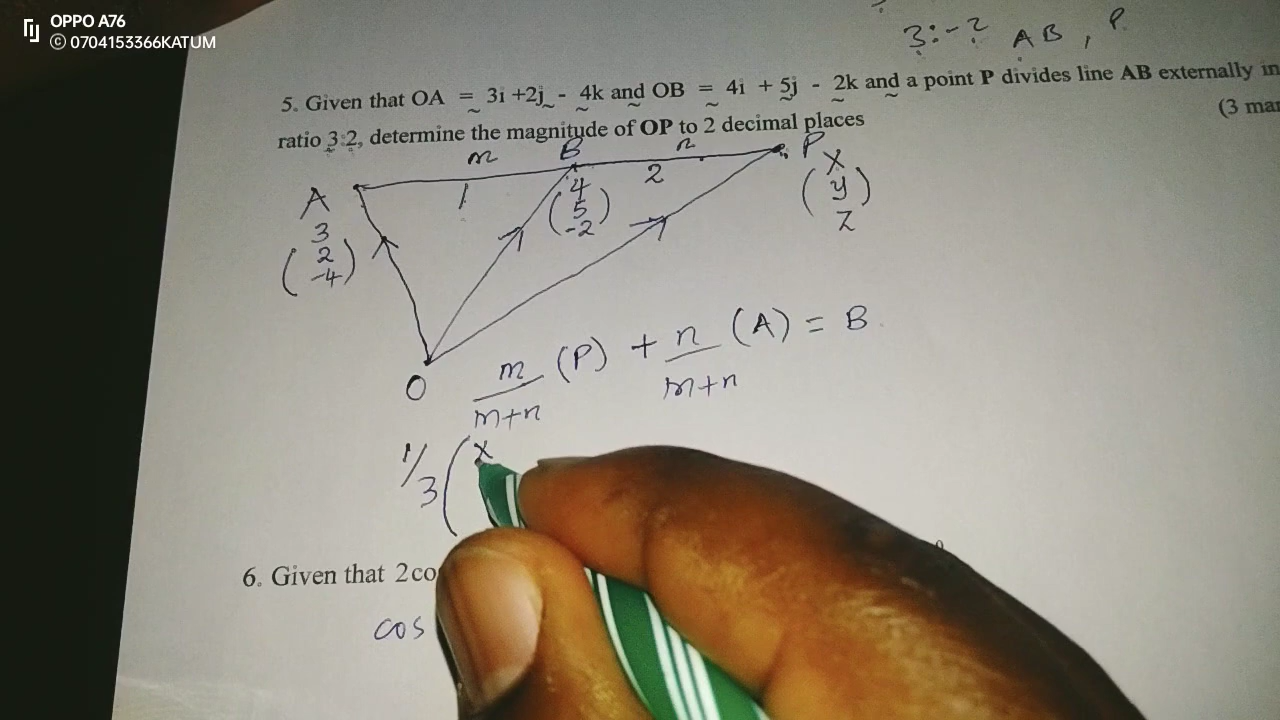 OPPO A76
© 0704153366KATUM
3:-2 AB, P
5. Given that OA = 3i +2j - 4k and OB = 4i + 5j - 2k and a point P divides line AB externally in
ratio 3:2, determine the magnitude of OP to 2 decimal places
(3 mar
m B n P
A 1 2
3
2
-4
4
5
-2
x
y
z
O
m/m+n (P) + n/m+n (A) = B
1/3 ( x
6. Given that 2co
cos